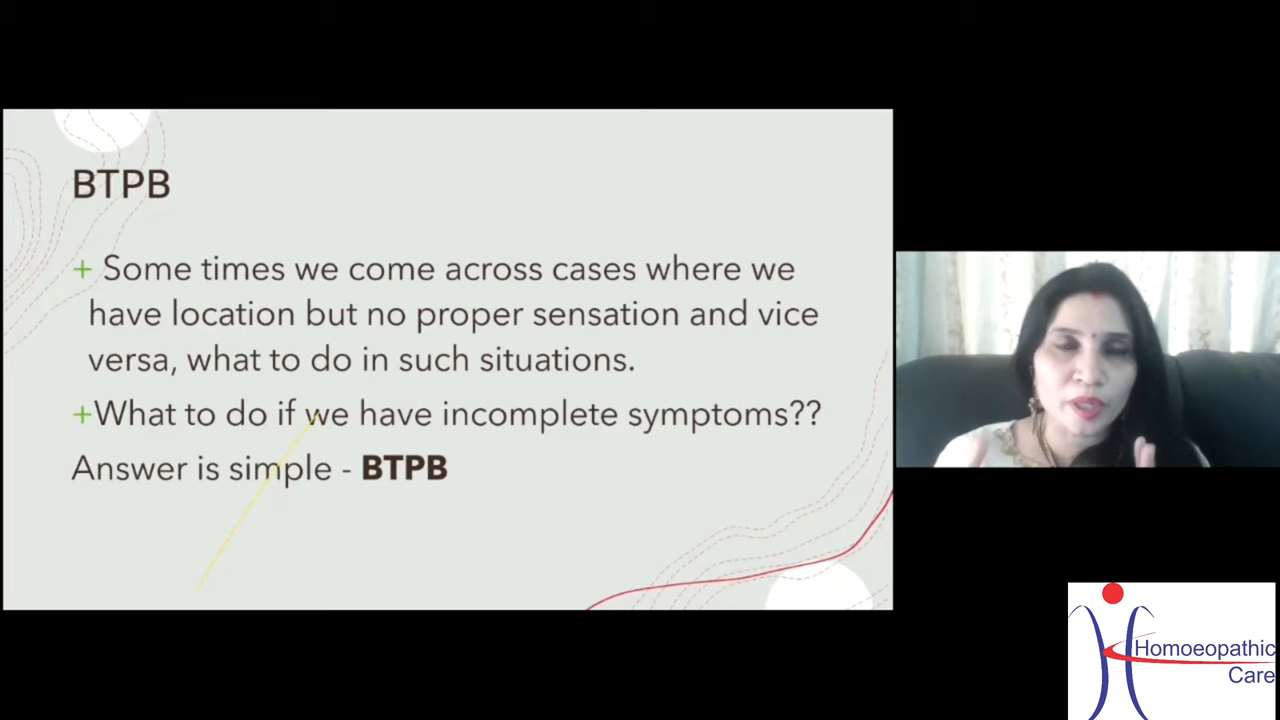 BTPB
+ Some times we come across cases where we
have location but no proper sensation and vice
versa, what to do in such situations.
+What to do if we have incomplete symptoms??
Answer is simple - BTPB
Homoeopathic
Care